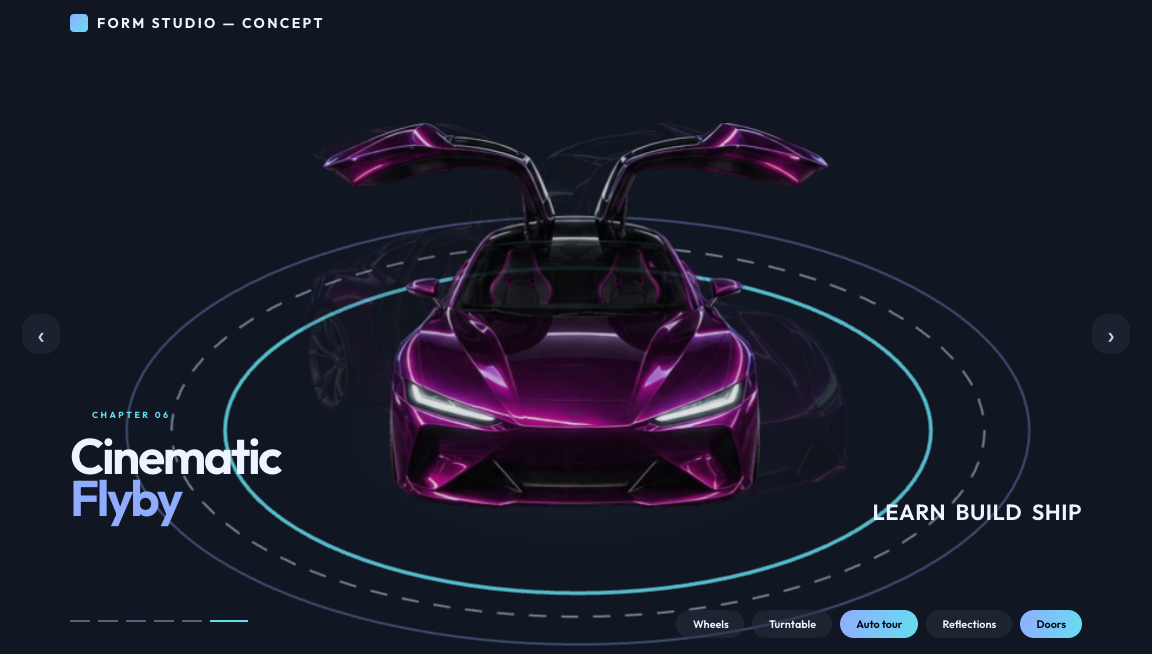 FORM STUDIO — CONCEPT
‹
›
CHAPTER 06
Cinematic
Flyby
LEARN BUILD SHIP
Wheels
Turntable
Auto tour
Reflections
Doors